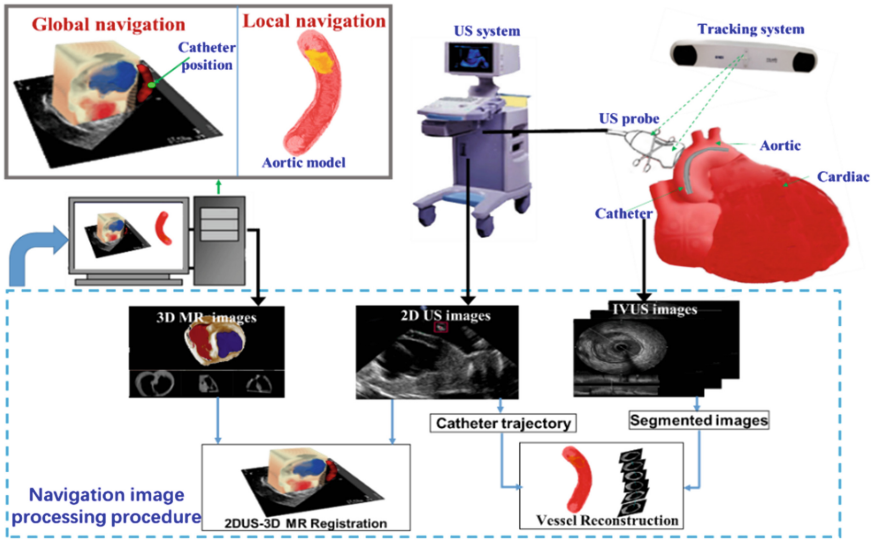 Global navigation
Local navigation
Catheter
position
Aortic model
US system
Tracking system
US probe
Aortic
Cardiac
Catheter
3D MR images
2D US images
IVUS images
Catheter trajectory
Segmented images
Navigation image
processing procedure
2DUS-3D MR Registration
Vessel Reconstruction